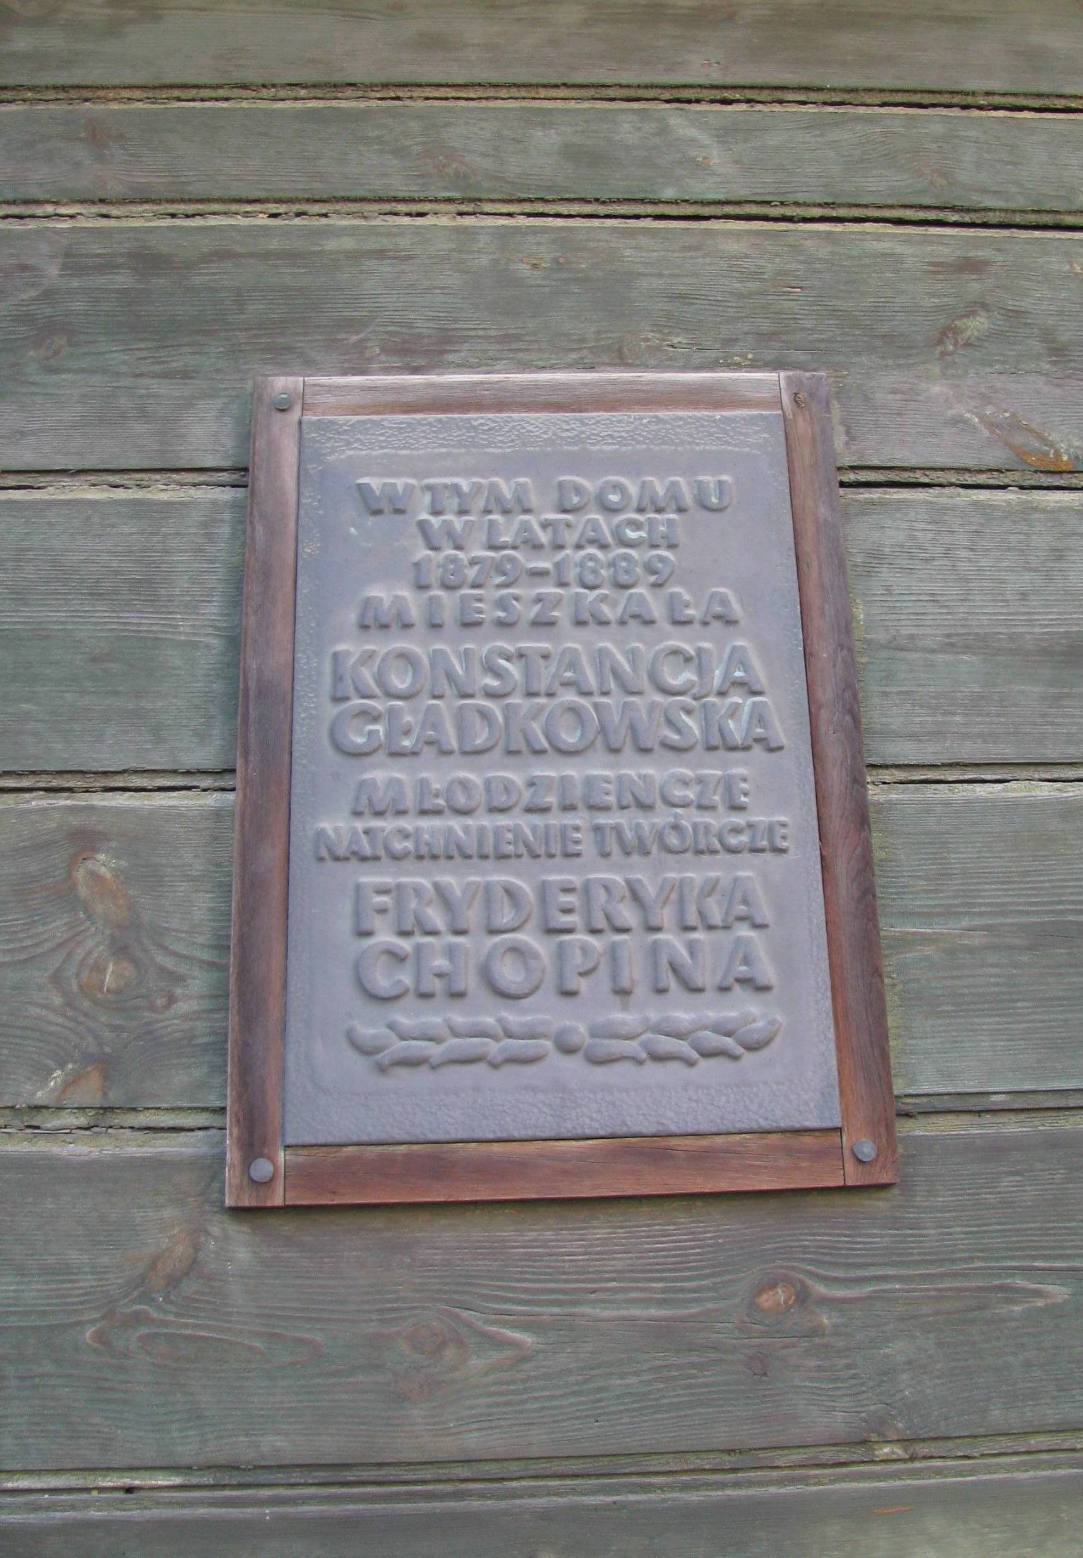 W TYM DOMU
W LATACH
1879-1889
MIESZKAŁA
KONSTANCJA
GŁADKOWSKA
MŁODZIEŃCZE
NATCHNIENIE TWÓRCZE
FRYDERYKA
CHOPINA